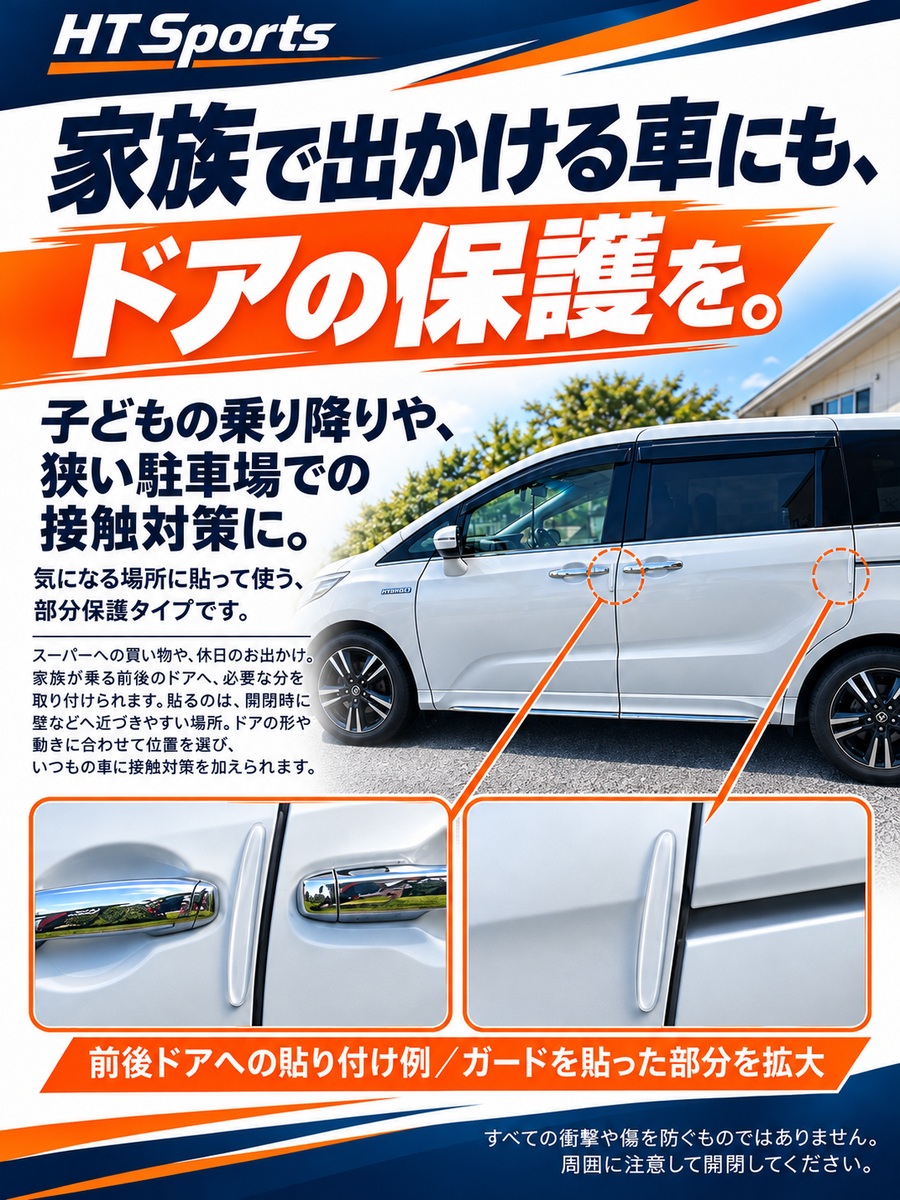 HT Sports
家族で出かける車にも、
ドアの保護を。
子どもの乗り降りや、
狭い駐車場での
接触対策に。
気になる場所に貼って使う、
部分保護タイプです。
スーパーへの買い物や、休日のお出かけ。
家族が乗る前後のドアへ、必要な分を
取り付けられます。貼るのは、開閉時に
壁などへ近づきやすい場所。ドアの形や
動きに合わせて位置を選び、
いつもの車に接触対策を加えられます。
前後ドアへの貼り付け例／ガードを貼った部分を拡大
すべての衝撃や傷を防ぐものではありません。
周囲に注意して開閉してください。